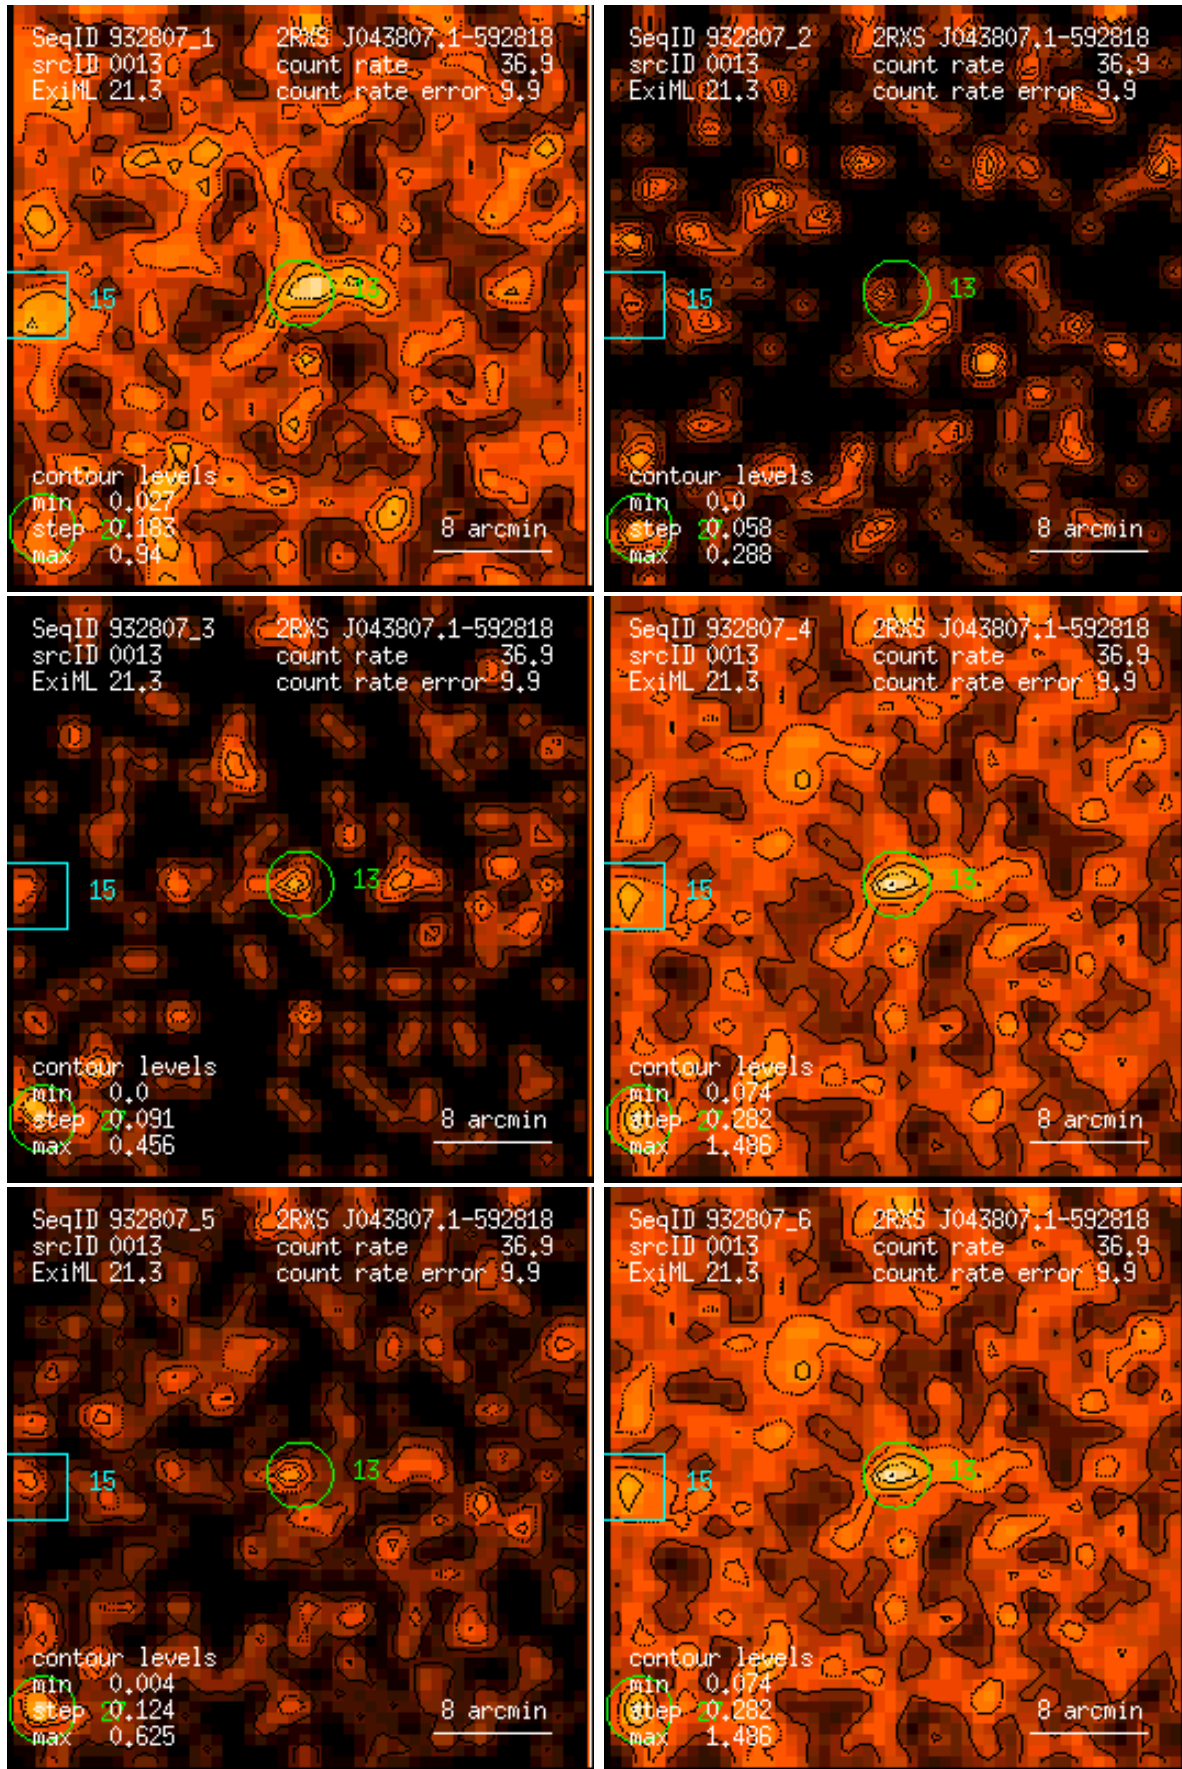 SeqID 932807_1 2RXS J043807.1-592818
srcID 0013 count rate 36.9
ExiML 21.3 count rate error 9.9
13
15
contour levels
min 0.027
step 0.183 27 8 arcmin
max 0.94
SeqID 932807_2 2RXS J043807.1-592818
srcID 0013 count rate 36.9
ExiML 21.3 count rate error 9.9
13
15
contour levels
min 0.0
step 0.058 27 8 arcmin
max 0.288
SeqID 932807_3 2RXS J043807.1-592818
srcID 0013 count rate 36.9
ExiML 21.3 count rate error 9.9
13
15
contour levels
min 0.0
step 0.091 27 8 arcmin
max 0.456
SeqID 932807_4 2RXS J043807.1-592818
srcID 0013 count rate 36.9
ExiML 21.3 count rate error 9.9
13
15
contour levels
min 0.074
step 0.282 27 8 arcmin
max 1.486
SeqID 932807_5 2RXS J043807.1-592818
srcID 0013 count rate 36.9
ExiML 21.3 count rate error 9.9
13
15
contour levels
min 0.004
step 0.124 27 8 arcmin
max 0.625
SeqID 932807_6 2RXS J043807.1-592818
srcID 0013 count rate 36.9
ExiML 21.3 count rate error 9.9
13
15
contour levels
min 0.074
step 0.282 27 8 arcmin
max 1.486